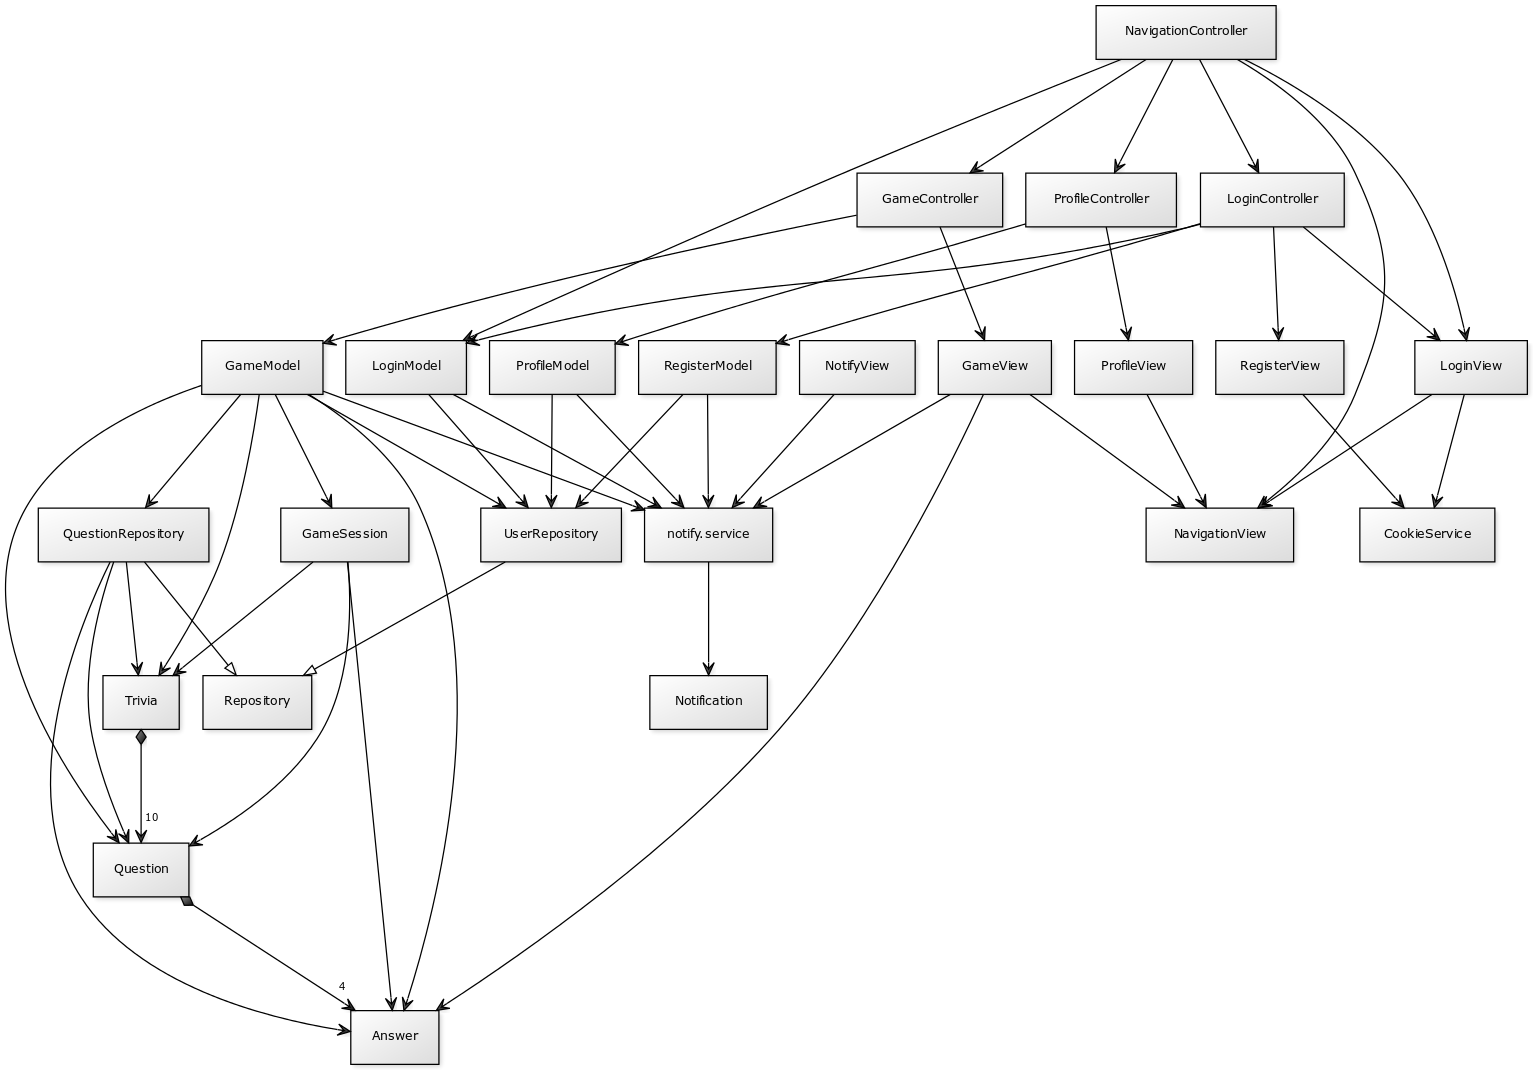 NavigationController
GameController
ProfileController
LoginController
GameModel
LoginModel
ProfileModel
RegisterModel
NotifyView
GameView
ProfileView
RegisterView
LoginView
QuestionRepository
GameSession
UserRepository
notify.service
NavigationView
CookieService
Trivia
Repository
Notification
10
Question
4
Answer